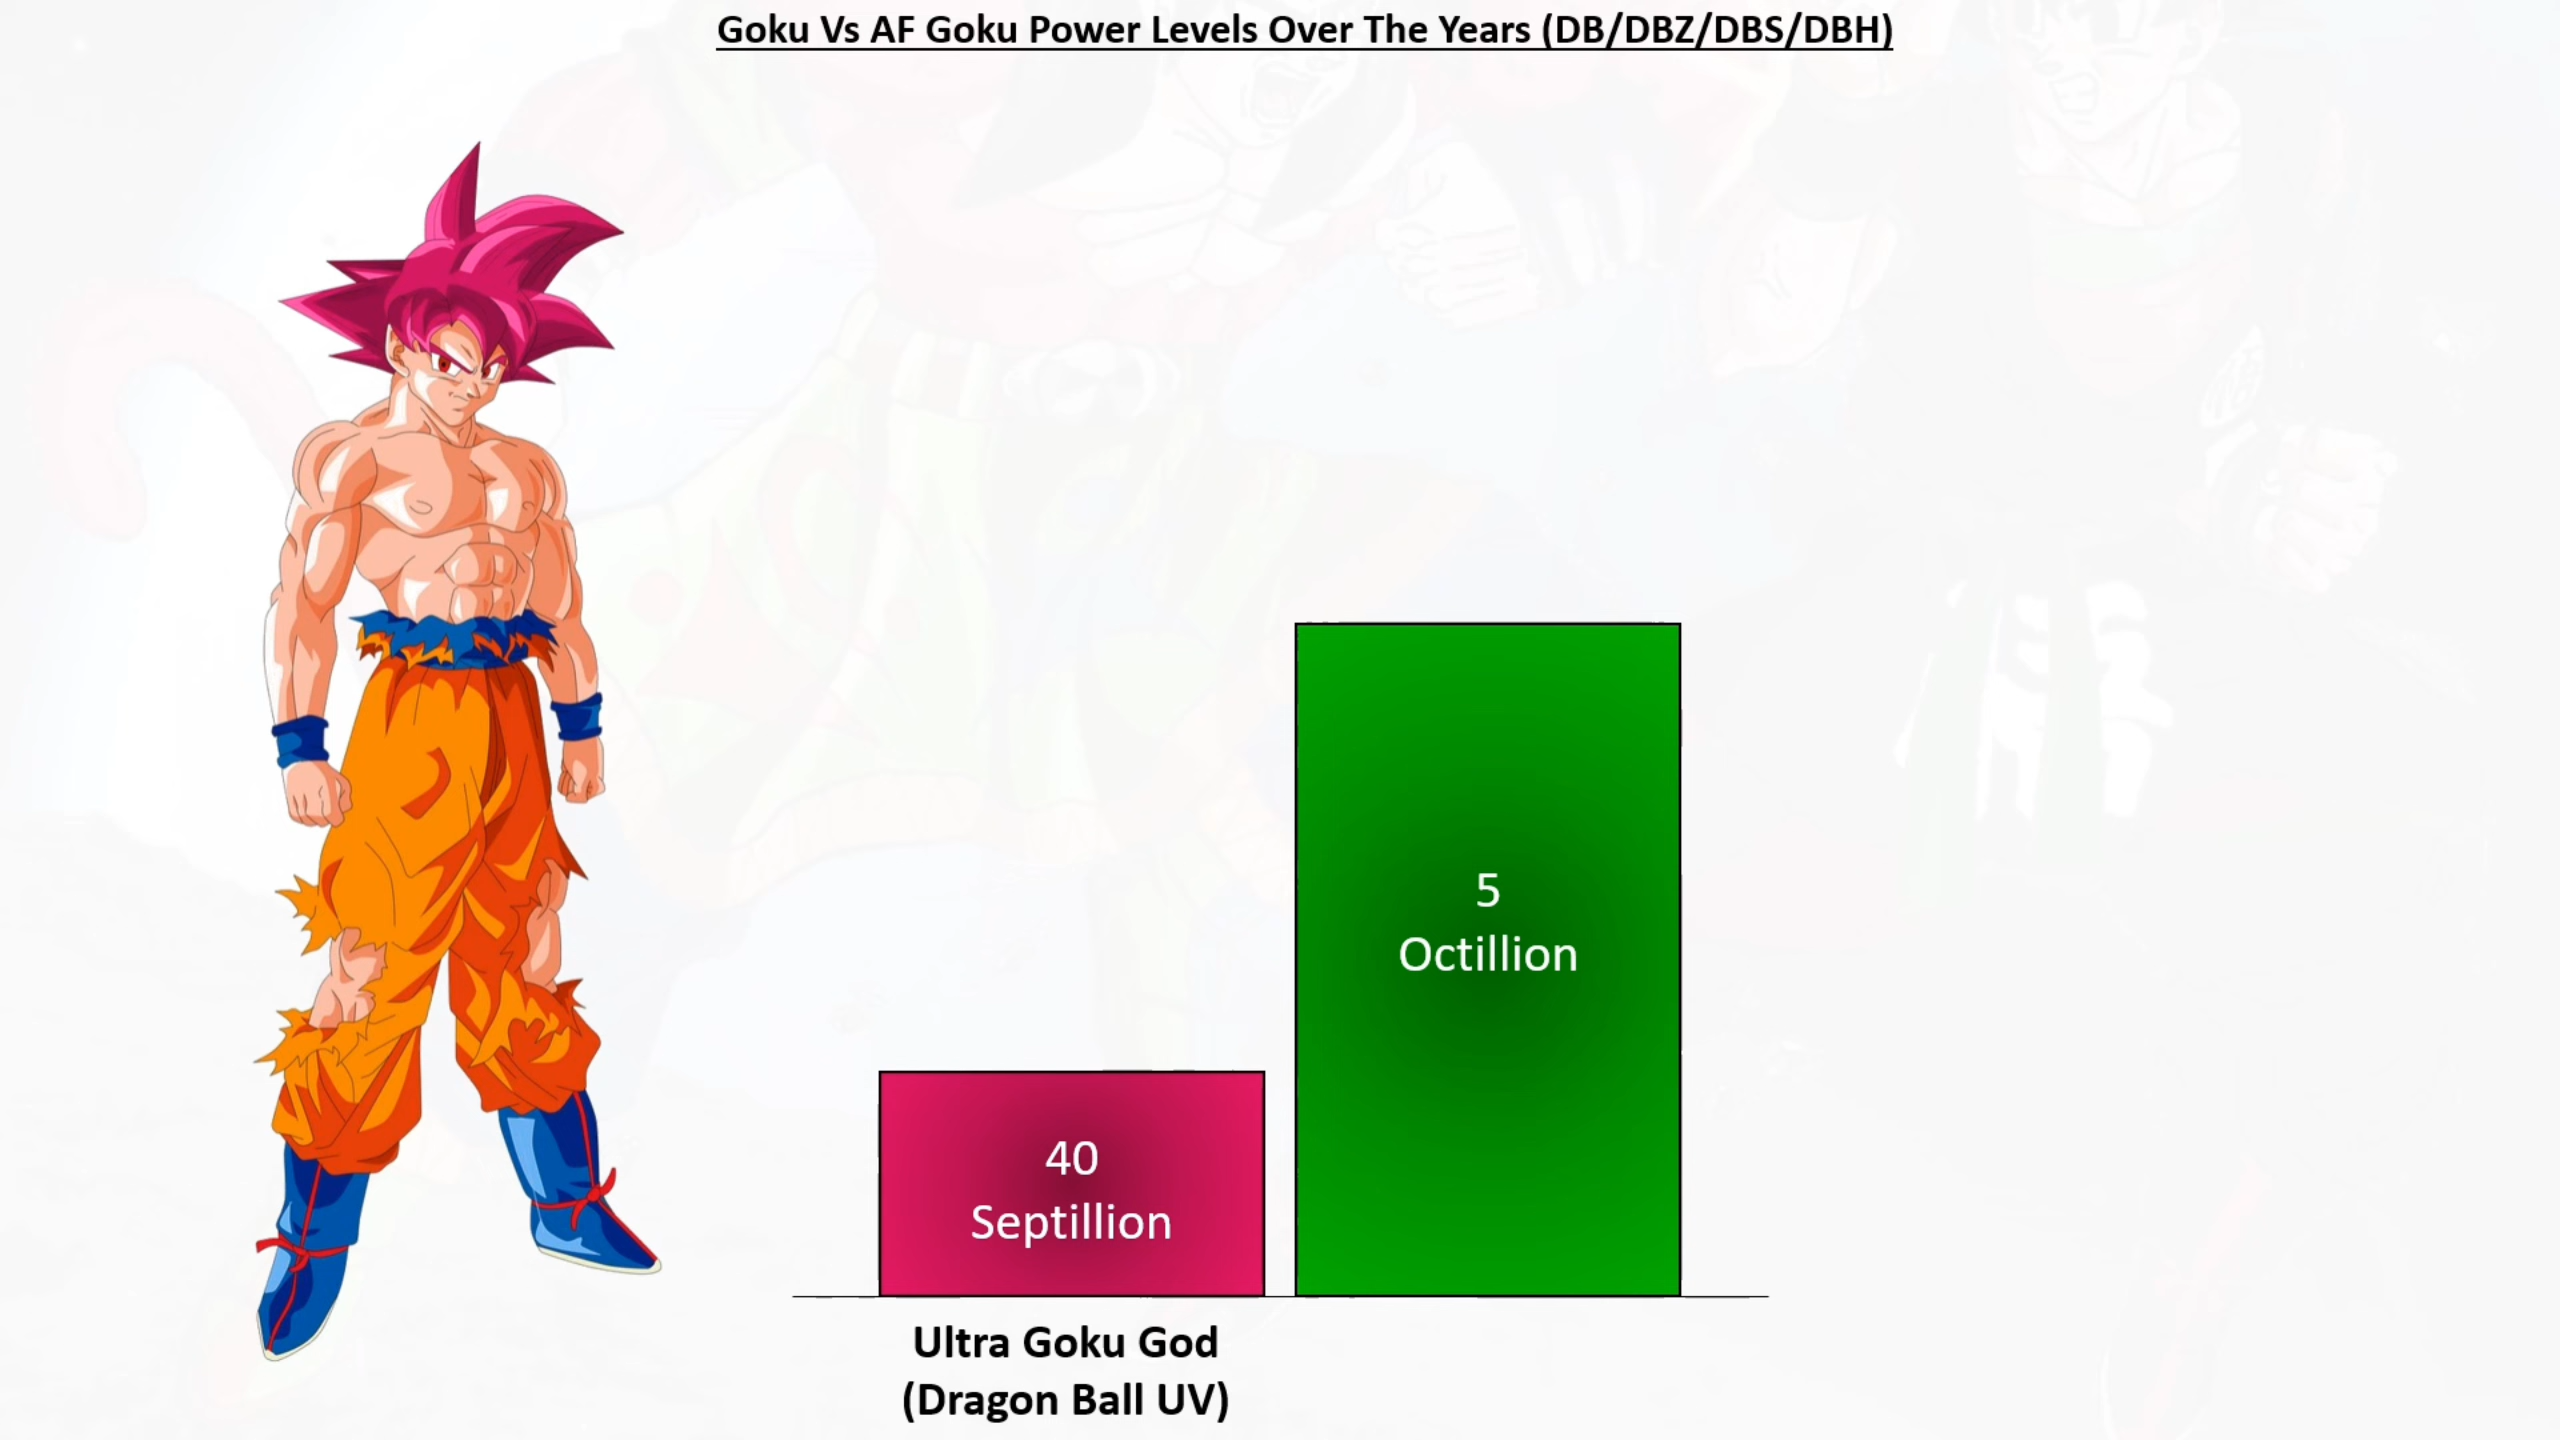 Goku Vs AF Goku Power Levels Over The Years (DB/DBZ/DBS/DBH)
5
Octillion
40
Septillion
Ultra Goku God
(Dragon Ball UV)